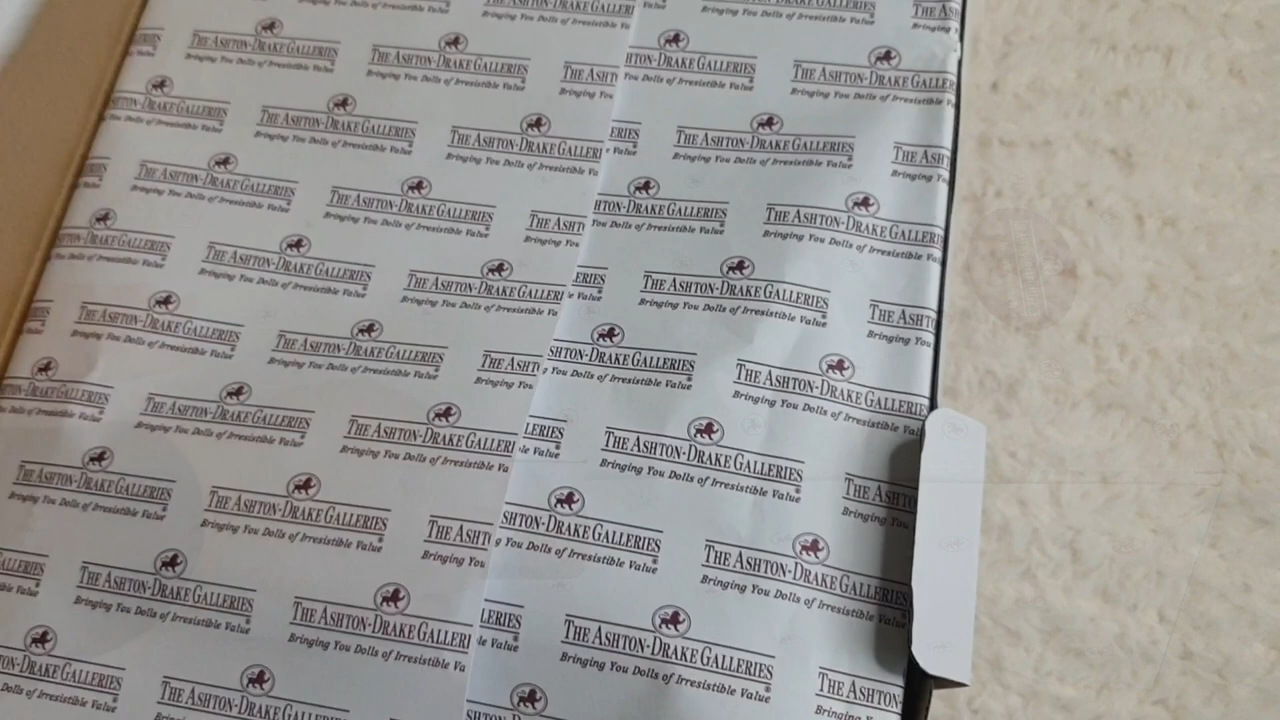 THE ASHTON-DRAKE GALLERIES
Bringing You Dolls of Irresistible Value®